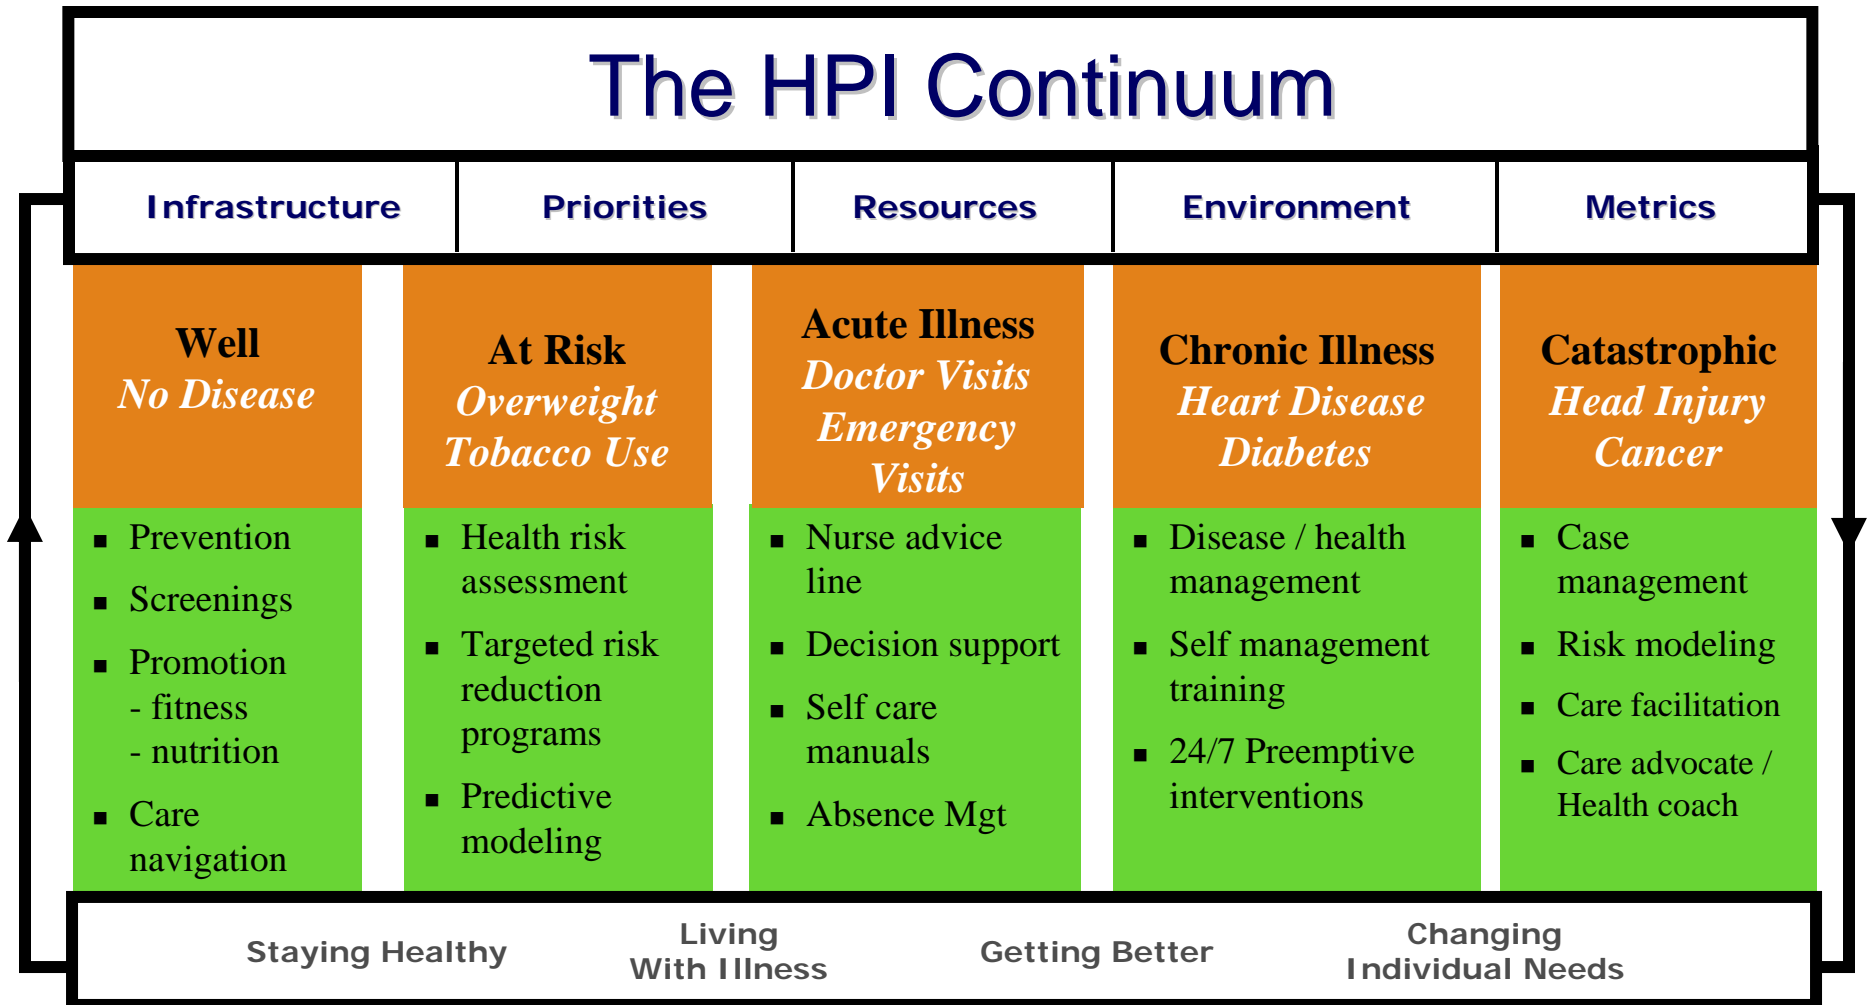 The HPI Continuum
Infrastructure
Priorities
Resources
Environment
Metrics
Well
No Disease
At Risk
Overweight
Tobacco Use
Acute Illness
Doctor Visits
Emergency
Visits
Chronic Illness
Heart Disease
Diabetes
Catastrophic
Head Injury
Cancer
▪ Prevention
▪ Screenings
▪ Promotion
- fitness
- nutrition
▪ Care
navigation
▪ Health risk
assessment
▪ Targeted risk
reduction
programs
▪ Predictive
modeling
▪ Nurse advice
line
▪ Decision support
▪ Self care
manuals
▪ Absence Mgt
▪ Disease / health
management
▪ Self management
training
▪ 24/7 Preemptive
interventions
▪ Case
management
▪ Risk modeling
▪ Care facilitation
▪ Care advocate /
Health coach
Staying Healthy
Living
With Illness
Getting Better
Changing
Individual Needs